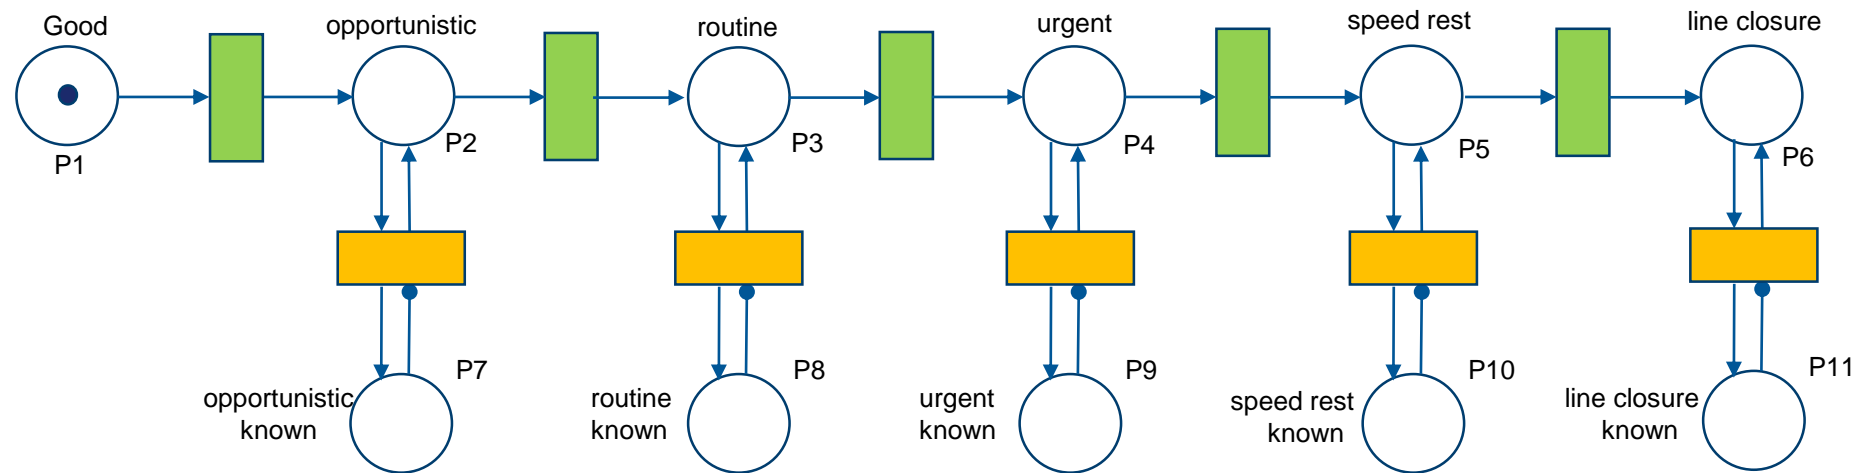 Good
opportunistic
routine
urgent
speed rest
line closure
P1
P2
P3
P4
P5
P6
P7
P8
P9
P10
P11
opportunistic
known
routine
known
urgent
known
speed rest
known
line closure
known